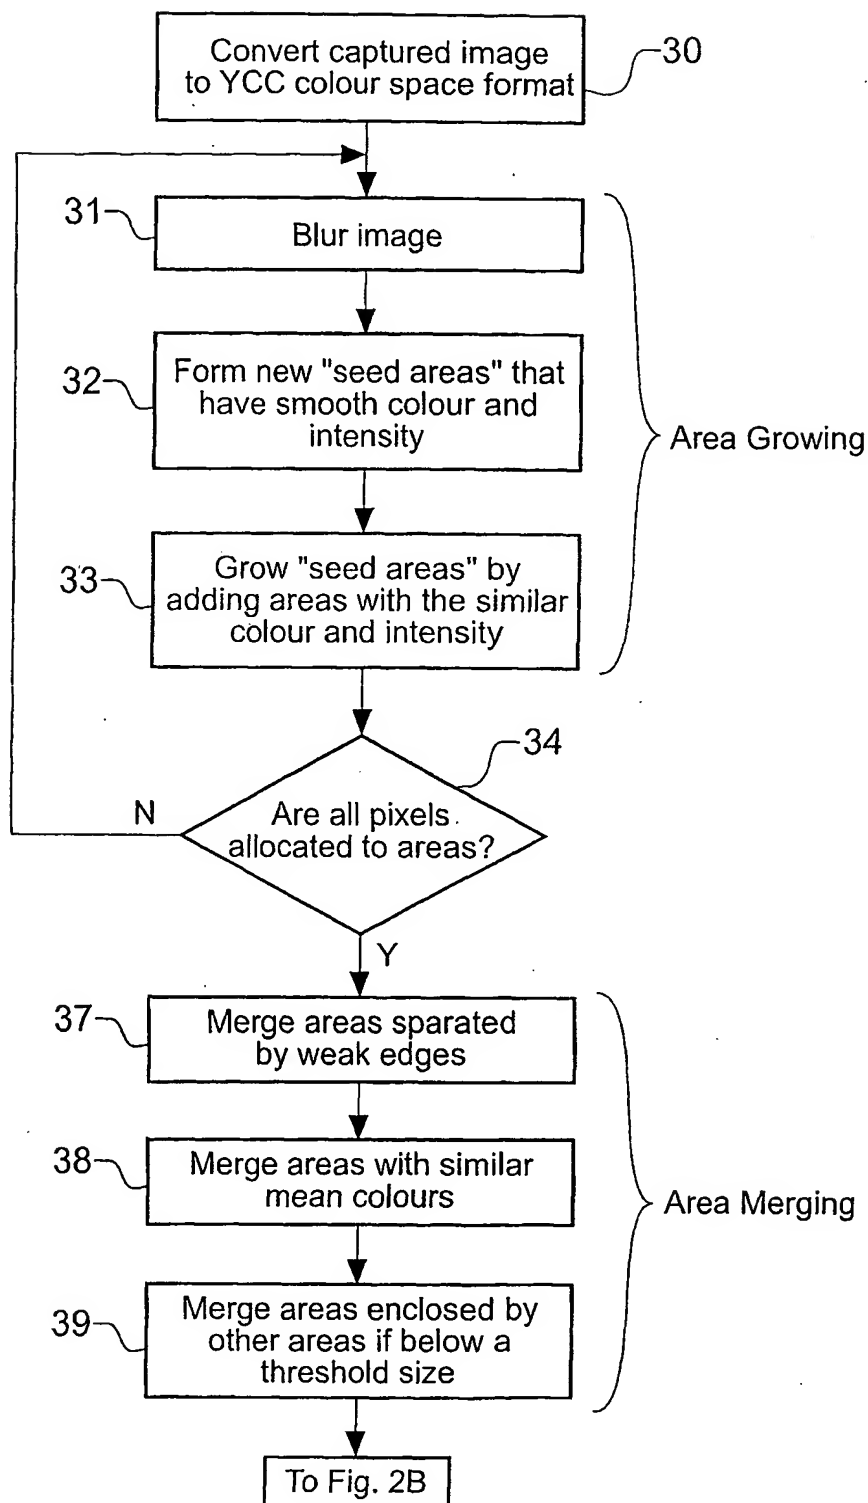 Convert captured image
to YCC colour space format
30
31
Blur image
32
Form new "seed areas" that
have smooth colour and
intensity
Area Growing
33
Grow "seed areas" by
adding areas with the similar
colour and intensity
34
N
Are all pixels
allocated to areas?
Y
37
Merge areas sparated
by weak edges
38
Merge areas with similar
mean colours
Area Merging
39
Merge areas enclosed by
other areas if below a
threshold size
To Fig. 2B